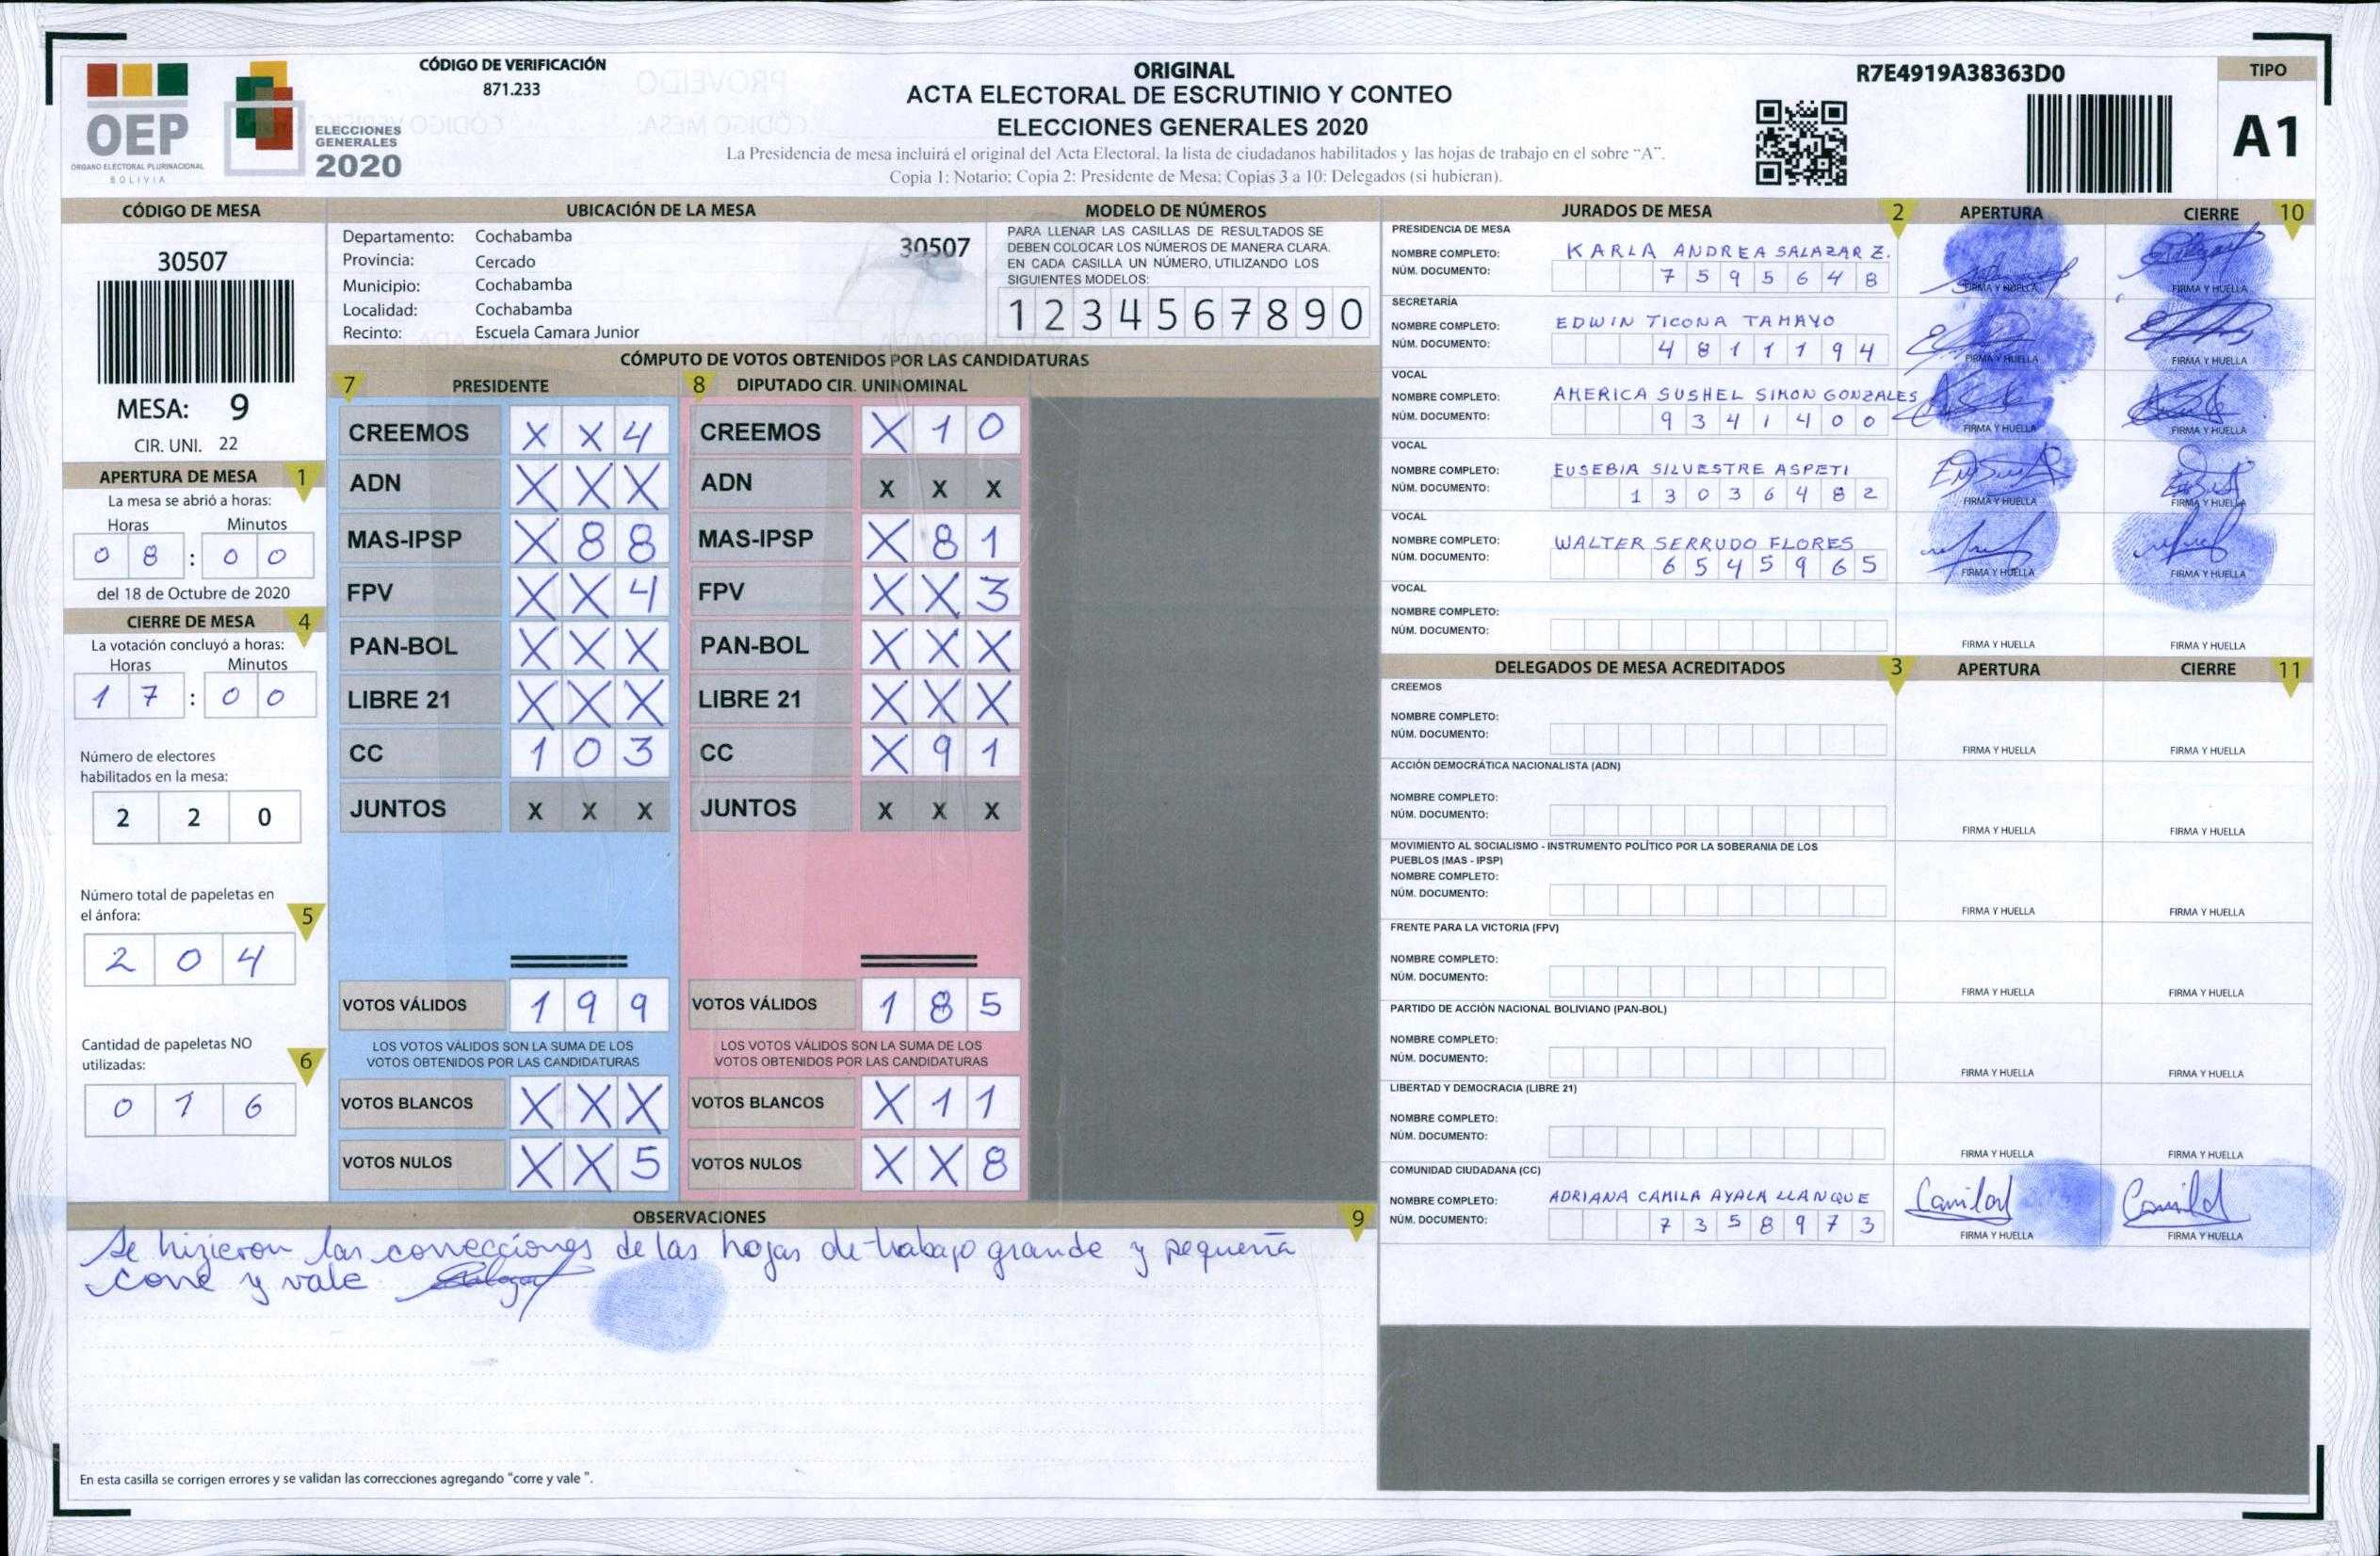 OEP
ÓRGANO ELECTORAL PLURINACIONAL
BOLIVIA
ELECCIONES
GENERALES
2020
CÓDIGO DE VERIFICACIÓN
871.233
ORIGINAL
ACTA ELECTORAL DE ESCRUTINIO Y CONTEO
ELECCIONES GENERALES 2020
La Presidencia de mesa incluirá el original del Acta Electoral, la lista de ciudadanos habilitados y las hojas de trabajo en el sobre "A".
Copia 1: Notario; Copia 2: Presidente de Mesa; Copias 3 a 10: Delegados (si hubieran).
R7E4919A38363D0
TIPO
A1
CÓDIGO DE MESA
30507
MESA: 9
CIR. UNI. 22
APERTURA DE MESA 1
La mesa se abrió a horas:
Horas Minutos
0 8 : 0 0
del 18 de Octubre de 2020
CIERRE DE MESA 4
La votación concluyó a horas:
Horas Minutos
1 7 : 0 0
Número de electores
habilitados en la mesa:
2 2 0
Número total de papeletas en
el ánfora: 5
2 0 4
Cantidad de papeletas NO
utilizadas: 6
0 1 6
UBICACIÓN DE LA MESA
Departamento: Cochabamba
30507
Provincia: Cercado
Municipio: Cochabamba
Localidad: Cochabamba
Recinto: Escuela Camara Junior
MODELO DE NÚMEROS
PARA LLENAR LAS CASILLAS DE RESULTADOS SE
DEBEN COLOCAR LOS NÚMEROS DE MANERA CLARA.
EN CADA CASILLA UN NÚMERO, UTILIZANDO LOS
SIGUIENTES MODELOS:
1 2 3 4 5 6 7 8 9 0
CÓMPUTO DE VOTOS OBTENIDOS POR LAS CANDIDATURAS
7 PRESIDENTE
CREEMOS X X 4
ADN X X X
MAS-IPSP X 8 8
FPV X X 4
PAN-BOL X X X
LIBRE 21 X X X
CC 1 0 3
JUNTOS X X X
VOTOS VÁLIDOS 1 9 9
LOS VOTOS VÁLIDOS SON LA SUMA DE LOS
VOTOS OBTENIDOS POR LAS CANDIDATURAS
VOTOS BLANCOS X X X
VOTOS NULOS X X 5
8 DIPUTADO CIR. UNINOMINAL
CREEMOS X 1 0
ADN X X X
MAS-IPSP X 8 1
FPV X X 3
PAN-BOL X X X
LIBRE 21 X X X
CC X 9 1
JUNTOS X X X
VOTOS VÁLIDOS 1 8 5
LOS VOTOS VÁLIDOS SON LA SUMA DE LOS
VOTOS OBTENIDOS POR LAS CANDIDATURAS
VOTOS BLANCOS X 1 1
VOTOS NULOS X X 8
OBSERVACIONES 9
Se hizieron las correcciones de las hojas de trabajo grande y pequeña
corre y vale
En esta casilla se corrigen errores y se validan las correcciones agregando "corre y vale ".
JURADOS DE MESA 2 APERTURA CIERRE 10
PRESIDENCIA DE MESA
NOMBRE COMPLETO: KARLA ANDREA SALAZAR Z.
NÚM. DOCUMENTO: 7 5 9 5 6 4 8
FIRMA Y HUELLA FIRMA Y HUELLA
SECRETARÍA
NOMBRE COMPLETO: EDWIN TICONA TAMAYO
NÚM. DOCUMENTO: 4 8 1 1 1 9 4
FIRMA Y HUELLA FIRMA Y HUELLA
VOCAL
NOMBRE COMPLETO: AMERICA SUSHEL SIMON GONZALES
NÚM. DOCUMENTO: 9 3 4 1 4 0 0
FIRMA Y HUELLA FIRMA Y HUELLA
VOCAL
NOMBRE COMPLETO: EUSEBIA SILVESTRE ASPETI
NÚM. DOCUMENTO: 1 3 0 3 6 4 8 2
FIRMA Y HUELLA FIRMA Y HUELLA
VOCAL
NOMBRE COMPLETO: WALTER SERRUDO FLORES
NÚM. DOCUMENTO: 6 5 4 5 9 6 5
FIRMA Y HUELLA FIRMA Y HUELLA
VOCAL
NOMBRE COMPLETO:
NÚM. DOCUMENTO:
FIRMA Y HUELLA FIRMA Y HUELLA
DELEGADOS DE MESA ACREDITADOS 3 APERTURA CIERRE 11
CREEMOS
NOMBRE COMPLETO:
NÚM. DOCUMENTO:
FIRMA Y HUELLA FIRMA Y HUELLA
ACCIÓN DEMOCRÁTICA NACIONALISTA (ADN)
NOMBRE COMPLETO:
NÚM. DOCUMENTO:
FIRMA Y HUELLA FIRMA Y HUELLA
MOVIMIENTO AL SOCIALISMO - INSTRUMENTO POLÍTICO POR LA SOBERANIA DE LOS
PUEBLOS (MAS - IPSP)
NOMBRE COMPLETO:
NÚM. DOCUMENTO:
FIRMA Y HUELLA FIRMA Y HUELLA
FRENTE PARA LA VICTORIA (FPV)
NOMBRE COMPLETO:
NÚM. DOCUMENTO:
FIRMA Y HUELLA FIRMA Y HUELLA
PARTIDO DE ACCIÓN NACIONAL BOLIVIANO (PAN-BOL)
NOMBRE COMPLETO:
NÚM. DOCUMENTO:
FIRMA Y HUELLA FIRMA Y HUELLA
LIBERTAD Y DEMOCRACIA (LIBRE 21)
NOMBRE COMPLETO:
NÚM. DOCUMENTO:
FIRMA Y HUELLA FIRMA Y HUELLA
COMUNIDAD CIUDADANA (CC)
NOMBRE COMPLETO: ADRIANA CAMILA AYALA LLANQUE
NÚM. DOCUMENTO: 7 3 5 8 9 7 3
FIRMA Y HUELLA FIRMA Y HUELLA